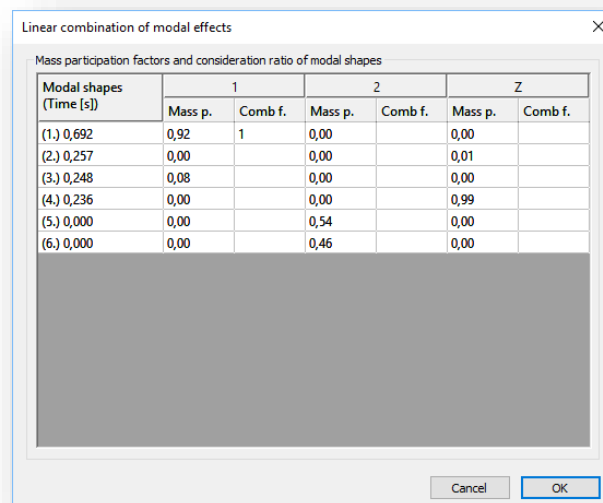 Linear combination of modal effects
Mass participation factors and consideration ratio of modal shapes
Modal shapes (Time [s]) 1 2 Z
Mass p. Comb f. Mass p. Comb f. Mass p. Comb f.
(1.) 0,692 0,92 1 0,00 0,00
(2.) 0,257 0,00 0,00 0,01
(3.) 0,248 0,08 0,00 0,00
(4.) 0,236 0,00 0,00 0,99
(5.) 0,000 0,00 0,54 0,00
(6.) 0,000 0,00 0,46 0,00
Cancel OK